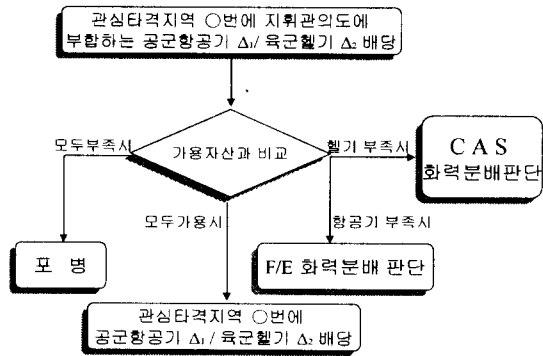 관심타격지역 ○번에 지휘관의도에
부합하는 공군항공기 Δ₁/ 육군헬기 Δ₂ 배당
모두부족시
가용자산과 비교
헬기 부족시
C A S
화력분배판단
모두가용시
항공기 부족시
포 병
F/E 화력분배 판단
관심타격지역 ○번에
공군항공기 Δ₁ / 육군헬기 Δ₂ 배당